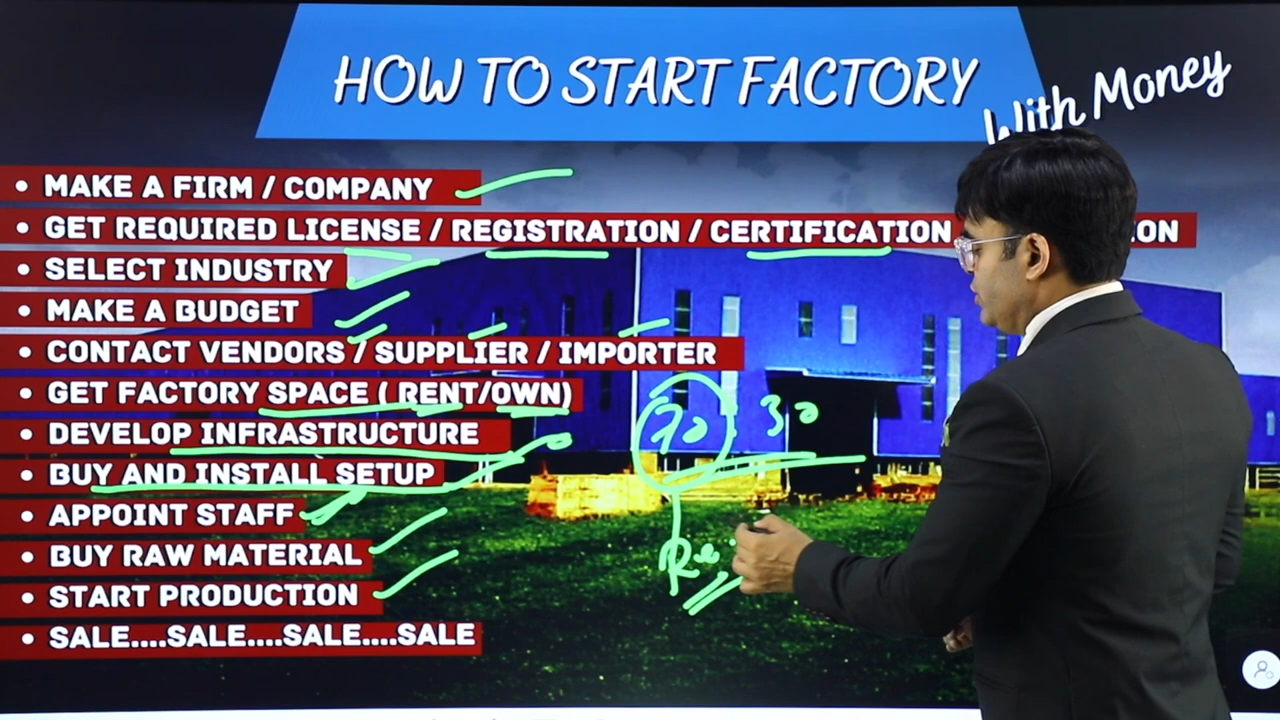 HOW TO START FACTORY
With Money
• MAKE A FIRM / COMPANY
• GET REQUIRED LICENSE / REGISTRATION / CERTIFICATION
• SELECT INDUSTRY
• MAKE A BUDGET
• CONTACT VENDORS / SUPPLIER / IMPORTER
• GET FACTORY SPACE ( RENT/OWN)
70 : 30
• DEVELOP INFRASTRUCTURE
• BUY AND INSTALL SETUP
• APPOINT STAFF
• BUY RAW MATERIAL
• START PRODUCTION
• SALE....SALE....SALE....SALE